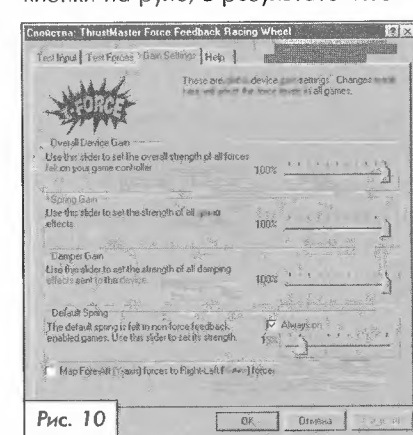 кнопки на руле, в результате чего
Свойства: ThrustMaster Force Feedback Racing Wheel
Test Input Test Forces Gain Settings Help
These are device gain settings. Changes made
here will affect the force levels in all games.
I-FORCE
Overall Device Gain
Use this slider to set the overall strength of all forces
felt on your game controller
100%
Spring Gain
Use this slider to set the strength of all spring
effects
100%
Damper Gain
Use this slider to set the strength of all damping
effects sent to this device.
100%
Default Spring
The default spring is felt in non force feedback
enabled games. Use this slider to set its strength.
Always on
Map Fore-Aft (Y-axis) forces to Right-Left forces
Рис. 10
OK Отмена